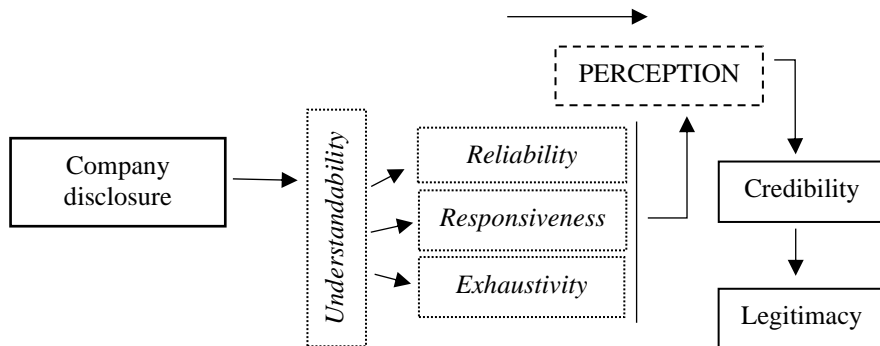 PERCEPTION
Company
disclosure
Understandability
Reliability
Responsiveness
Exhaustivity
Credibility
Legitimacy